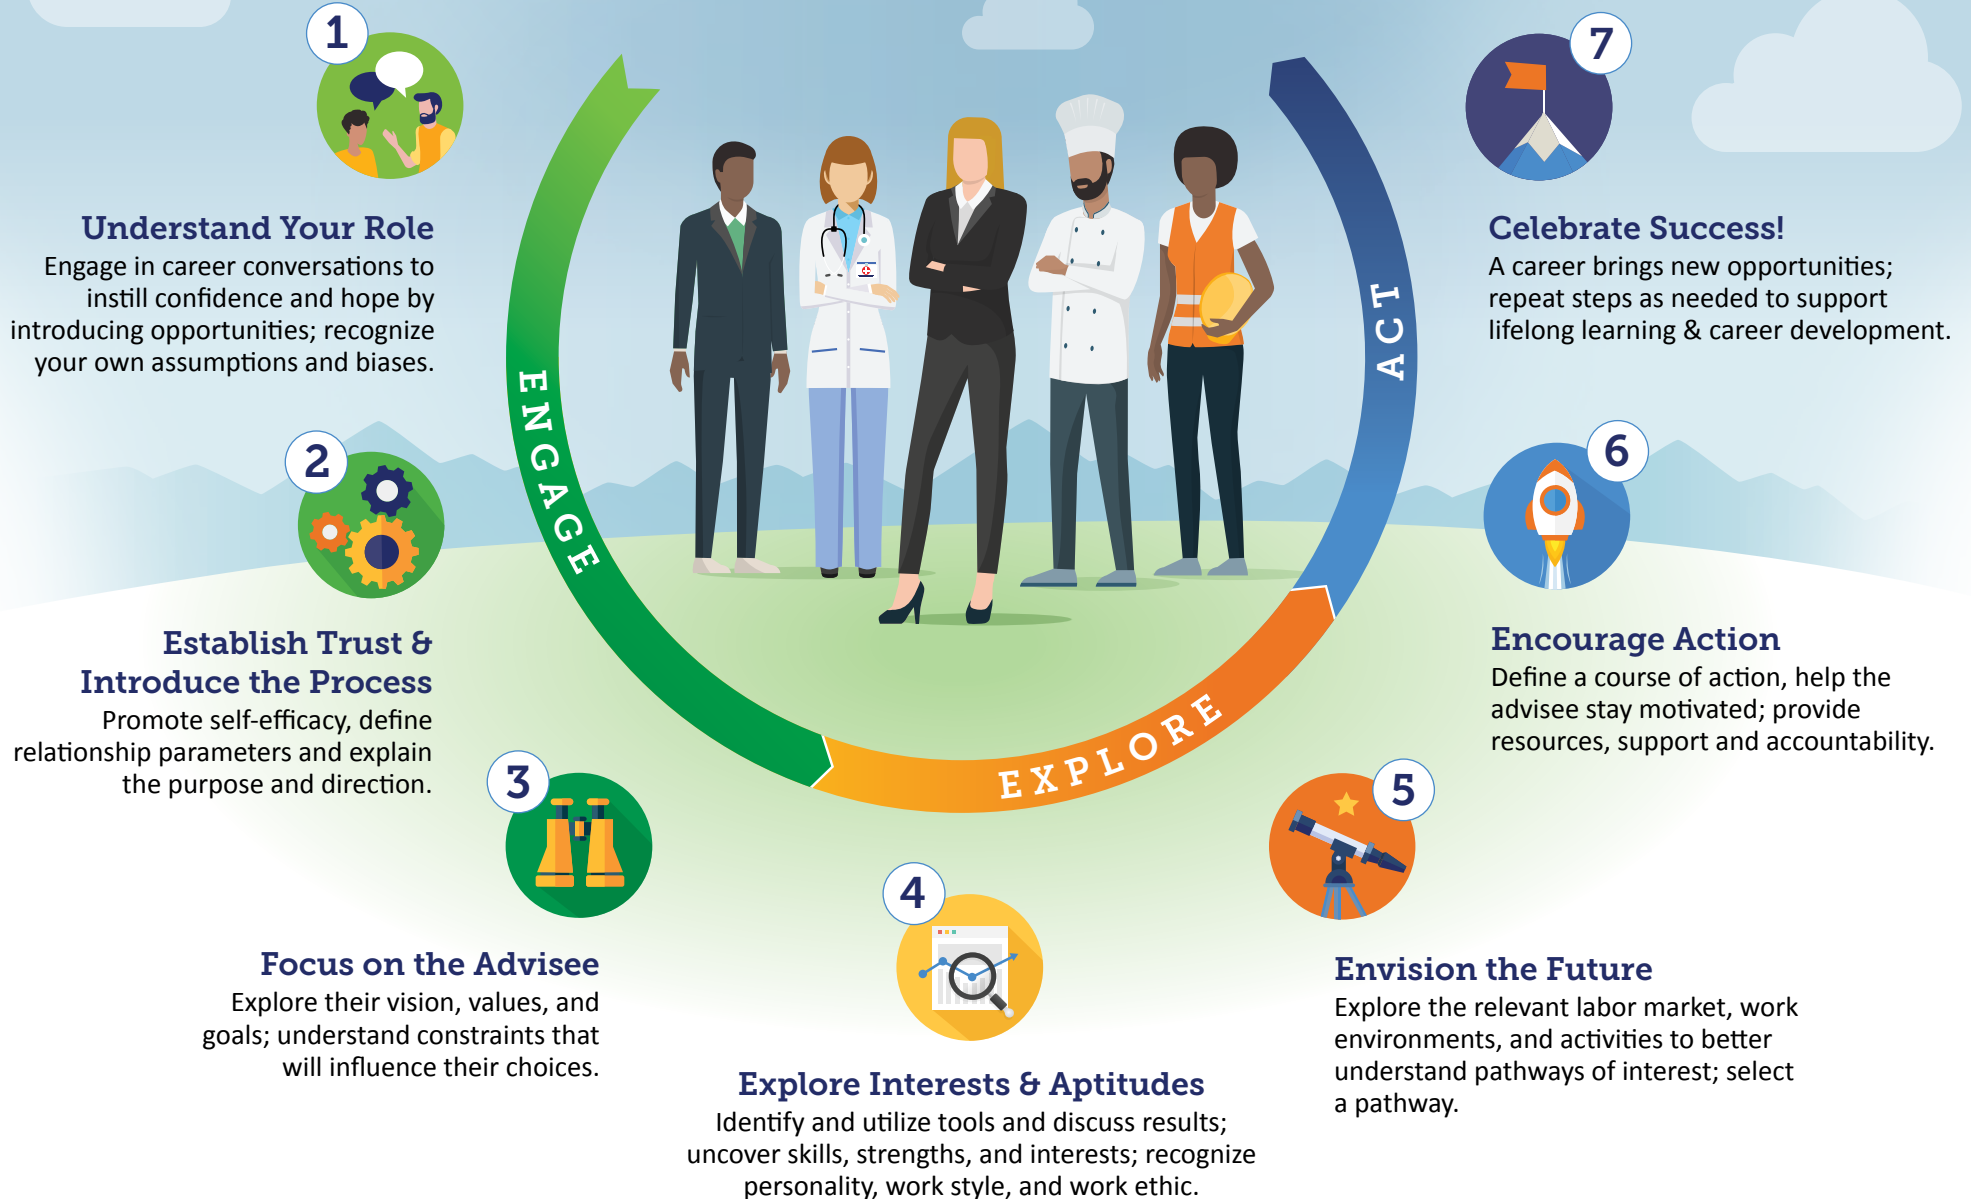 1
Understand Your Role
Engage in career conversations to
instill confidence and hope by
introducing opportunities; recognize
your own assumptions and biases.
2
Establish Trust &
Introduce the Process
Promote self-efficacy, define
relationship parameters and explain
the purpose and direction.
3
Focus on the Advisee
Explore their vision, values, and
goals; understand constraints that
will influence their choices.
4
Explore Interests & Aptitudes
Identify and utilize tools and discuss results;
uncover skills, strengths, and interests; recognize
personality, work style, and work ethic.
5
Envision the Future
Explore the relevant labor market, work
environments, and activities to better
understand pathways of interest; select
a pathway.
6
Encourage Action
Define a course of action, help the
advisee stay motivated; provide
resources, support and accountability.
7
Celebrate Success!
A career brings new opportunities;
repeat steps as needed to support
lifelong learning & career development.
ENGAGE
EXPLORE
ACT